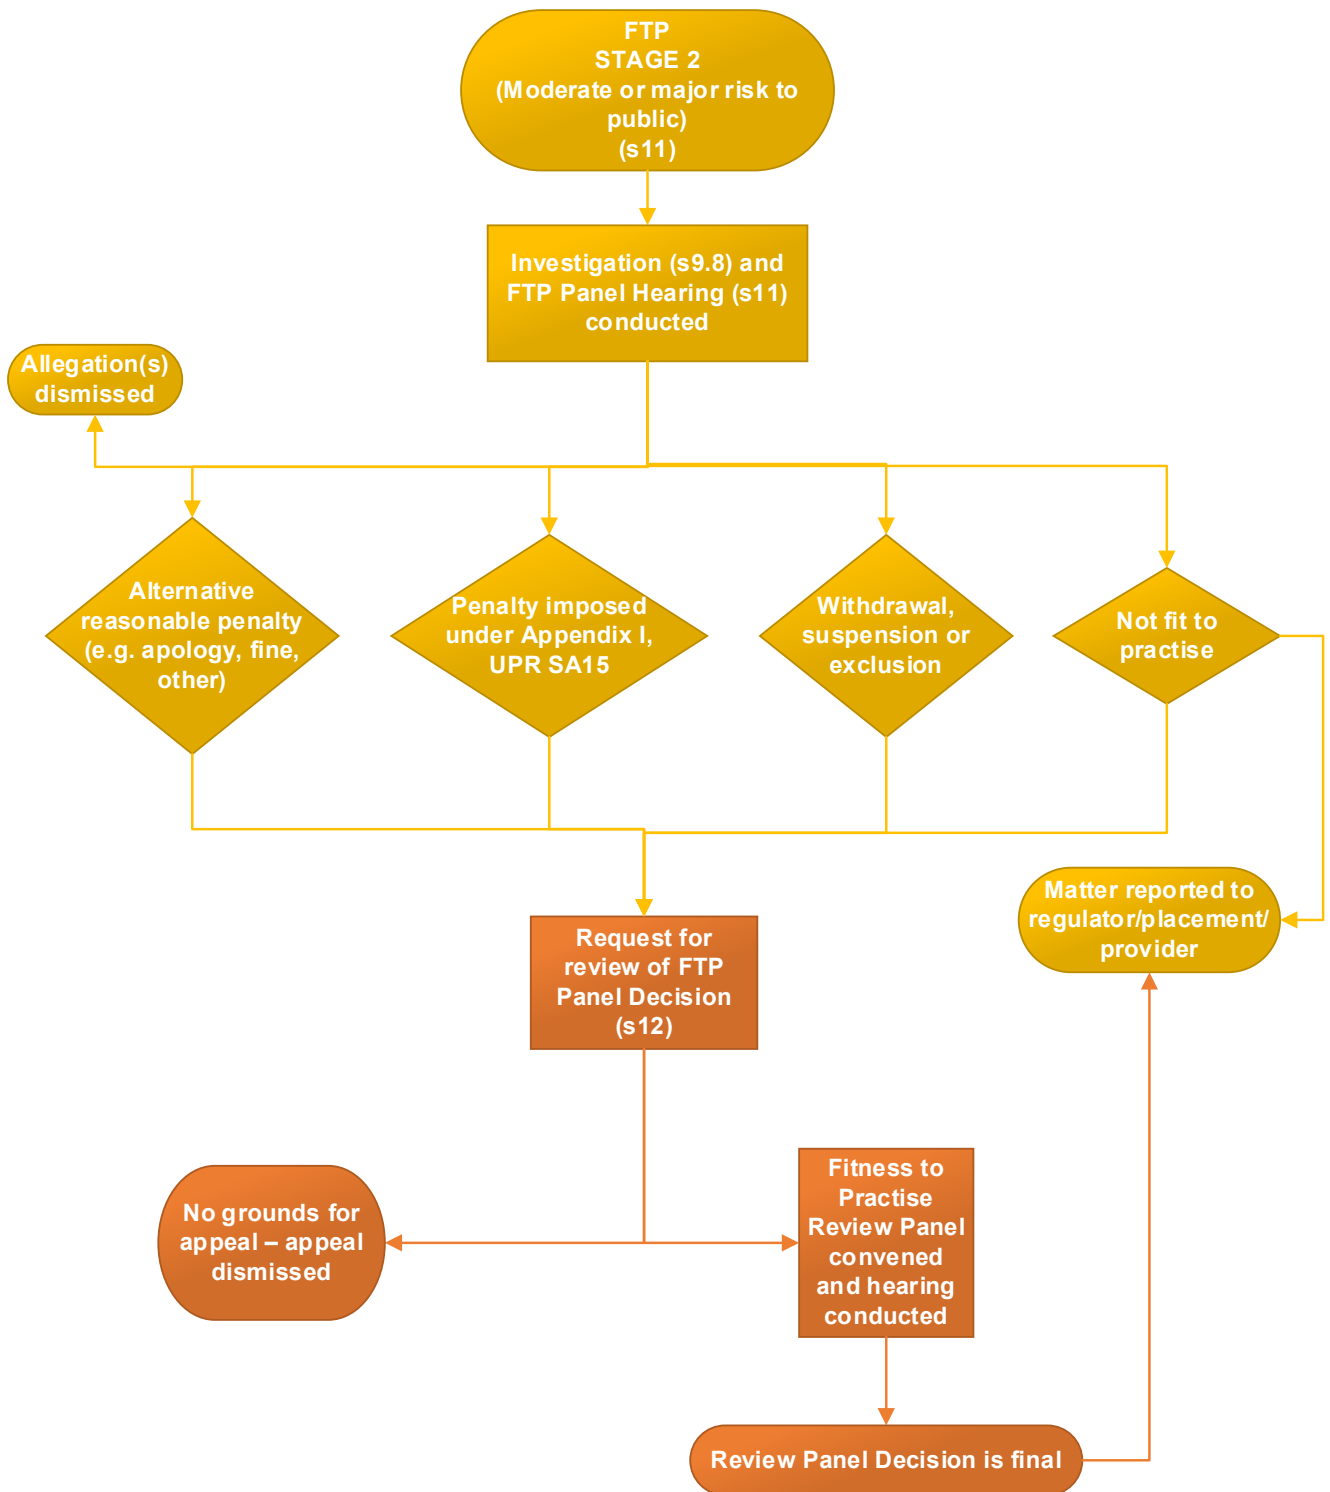 FTP
STAGE 2
(Moderate or major risk to
public)
(s11)
Investigation (s9.8) and
FTP Panel Hearing (s11)
conducted
Allegation(s)
dismissed
Alternative
reasonable penalty
(e.g. apology, fine,
other)
Penalty imposed
under Appendix I,
UPR SA15
Withdrawal,
suspension or
exclusion
Not fit to
practise
Matter reported to
regulator/placement/
provider
Request for
review of FTP
Panel Decision
(s12)
No grounds for
appeal – appeal
dismissed
Fitness to
Practise
Review Panel
convened
and hearing
conducted
Review Panel Decision is final